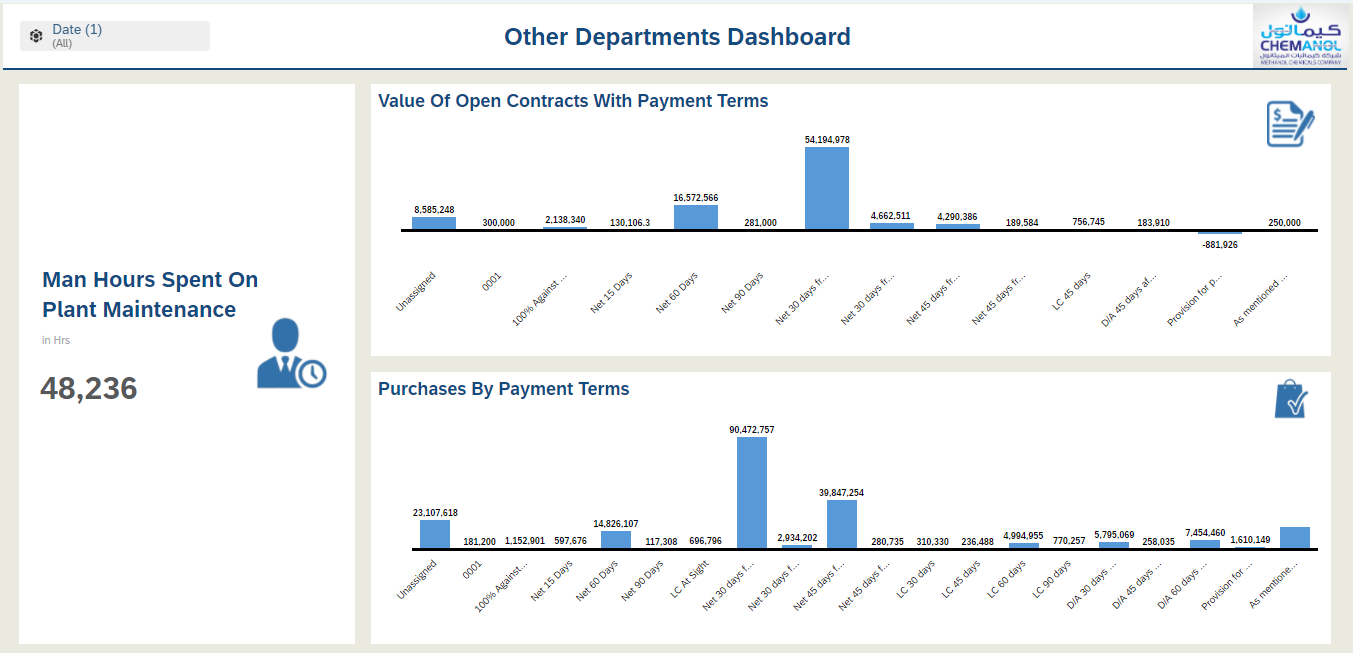 Date (1)
(All)
Other Departments Dashboard
كيمانول
CHEMANOL
شركة كيمائيات الميثانول
METHANOL CHEMICALS COMPANY
Man Hours Spent On
Plant Maintenance
in Hrs
48,236
Value Of Open Contracts With Payment Terms
$
54,194,978
16,572,566
8,585,248
300,000
2,138,340
130,106.3
281,000
4,662,511
4,290,386
189,584
756,745
183,910
-881,926
250,000
Unassigned
0001
100% Against ...
Net 15 Days
Net 60 Days
Net 90 Days
Net 30 days fr...
Net 30 days fr...
Net 45 days fr...
Net 45 days fr...
LC 45 days
D/A 45 days af...
Provision for p...
As mentioned ...
Purchases By Payment Terms
90,472,757
39,847,254
23,107,618
181,200
1,152,901
597,676
14,826,107
117,308
696,796
2,934,202
280,735
310,330
236,488
4,994,955
770,257
5,795,069
258,035
7,454,460
1,610,149
Unassigned
0001
100% Against...
Net 15 Days
Net 60 Days
Net 90 Days
LC At Sight
Net 30 days f...
Net 30 days f...
Net 45 days f...
Net 45 days f...
LC 30 days
LC 45 days
LC 60 days
LC 90 days
D/A 30 days ...
D/A 45 days ...
D/A 60 days ...
Provision for ...
As mentione...